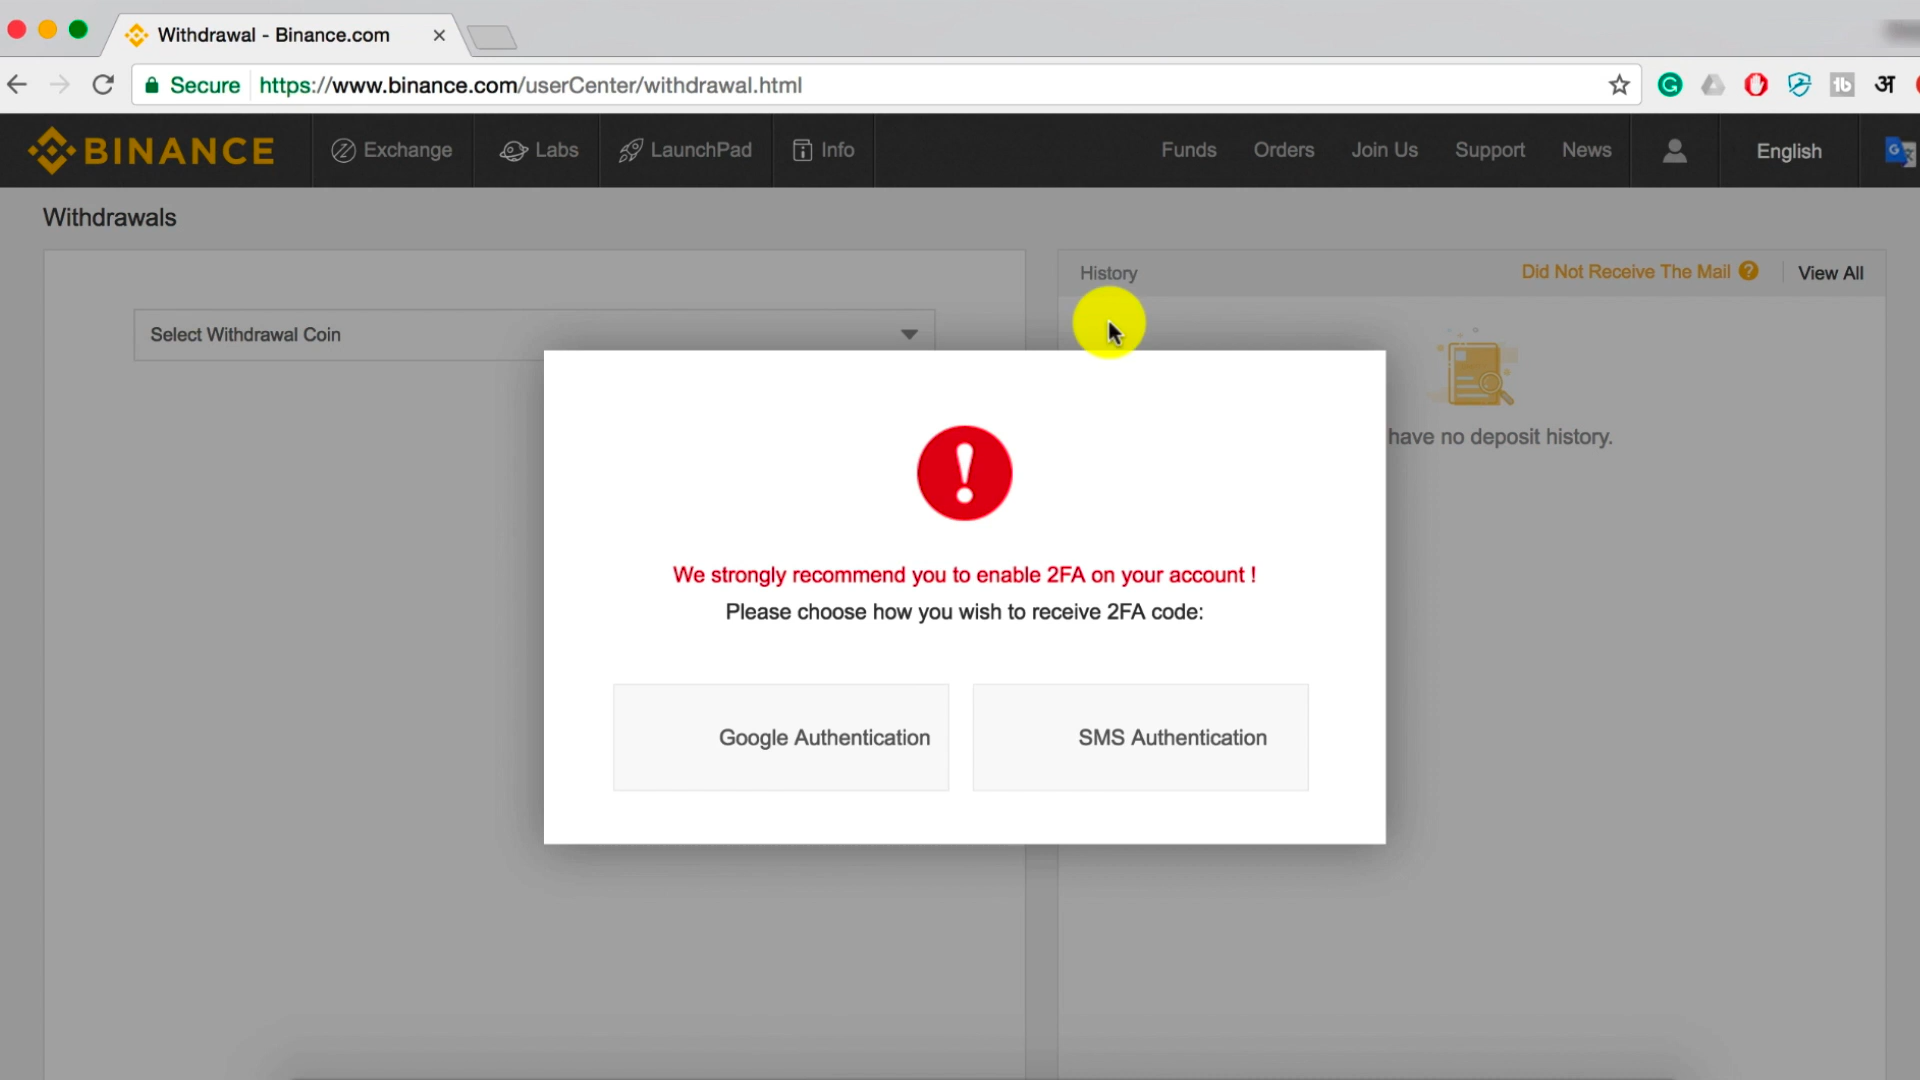 Withdrawal - Binance.com
Secure
https://www.binance.com/userCenter/withdrawal.html
BINANCE
Exchange
Labs
LaunchPad
Info
Funds
Orders
Join Us
Support
News
English
Withdrawals
Select Withdrawal Coin
History
Did Not Receive The Mail ?
View All
have no deposit history.
!
We strongly recommend you to enable 2FA on your account !
Please choose how you wish to receive 2FA code:
Google Authentication
SMS Authentication